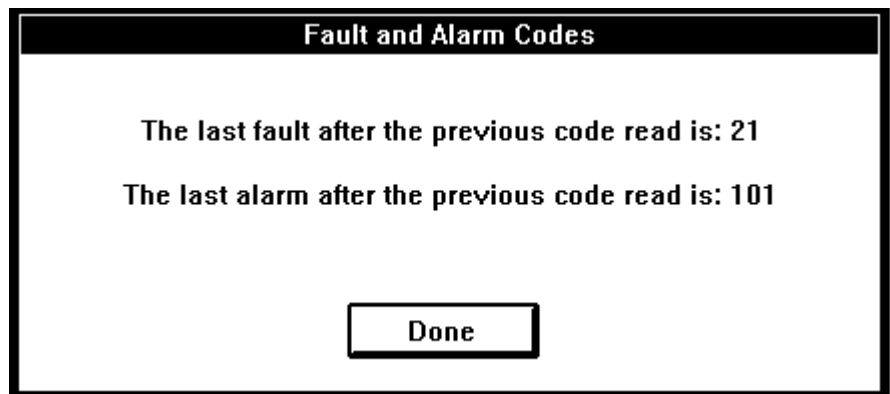 Fault and Alarm Codes
The last fault after the previous code read is: 21
The last alarm after the previous code read is: 101
Done